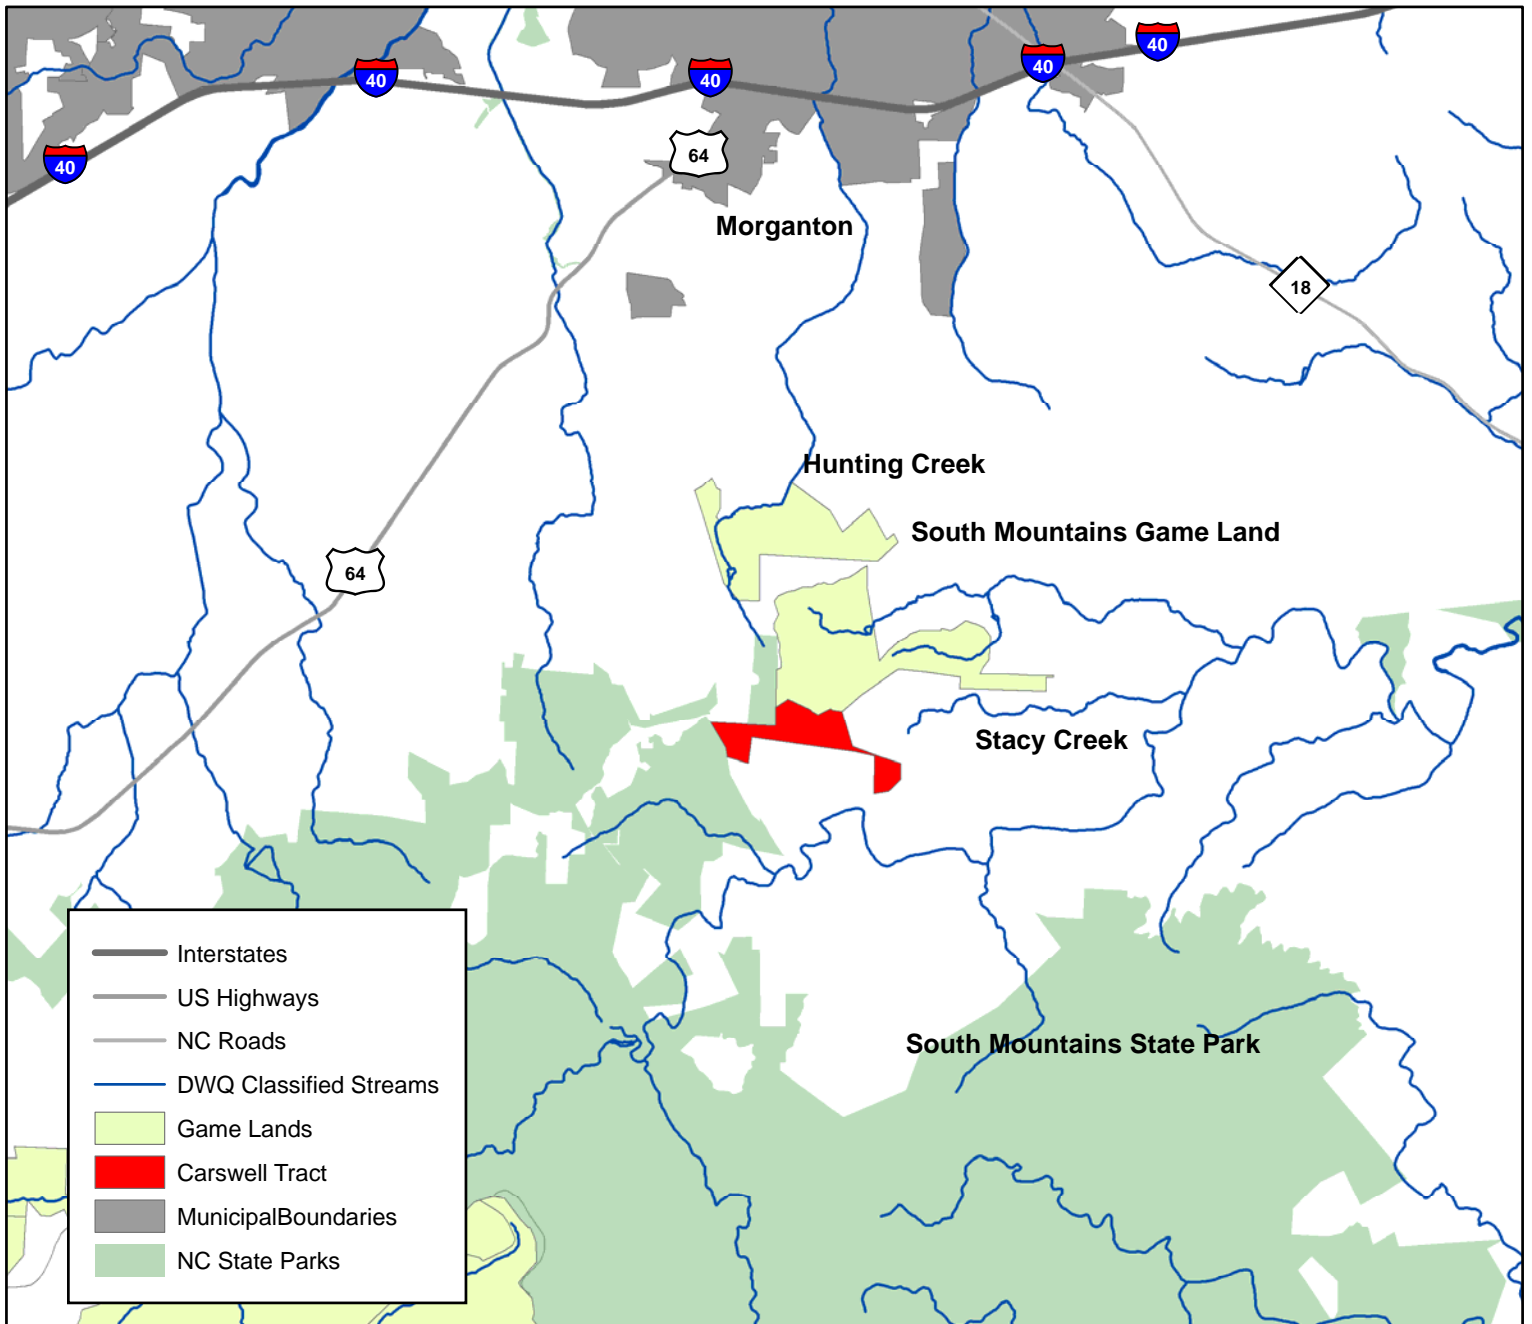 40
40
40
40
40
64
Morganton
18
Hunting Creek
South Mountains Game Land
64
Stacy Creek
South Mountains State Park
Interstates
US Highways
NC Roads
DWQ Classified Streams
Game Lands
Carswell Tract
MunicipalBoundaries
NC State Parks